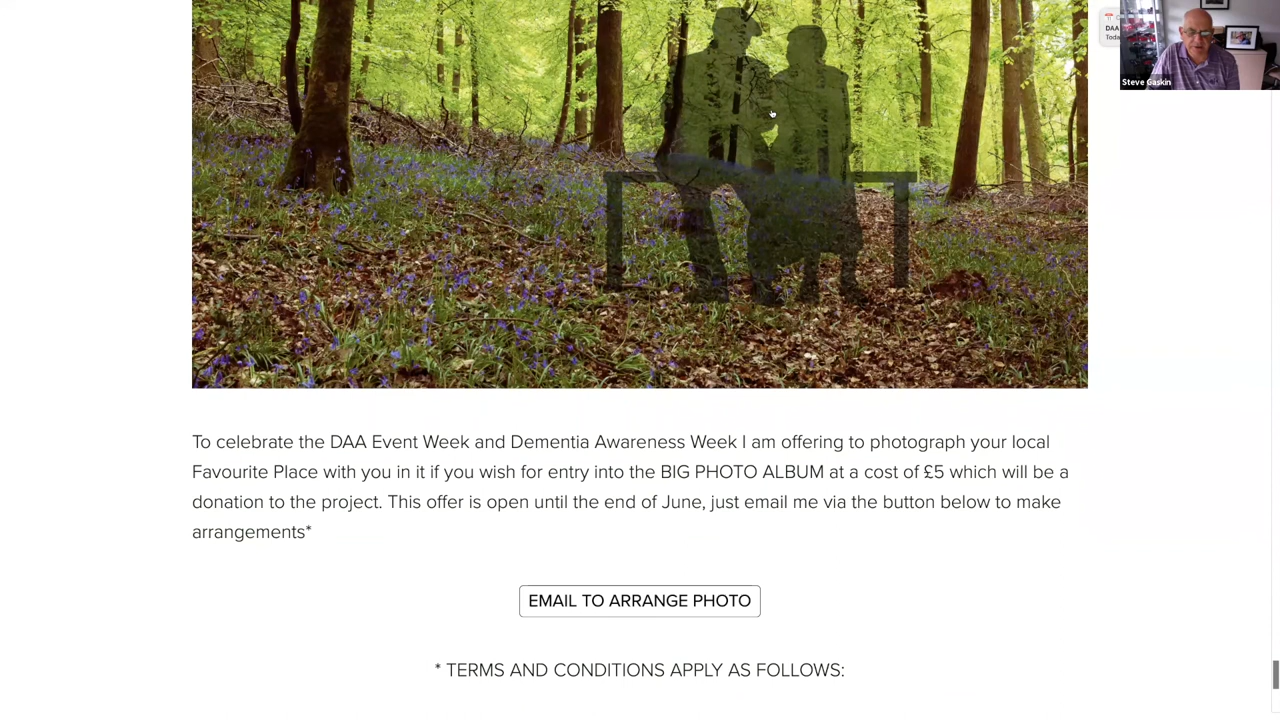 DAA
Toda
Steve Gaskin
To celebrate the DAA Event Week and Dementia Awareness Week I am offering to photograph your local
Favourite Place with you in it if you wish for entry into the BIG PHOTO ALBUM at a cost of £5 which will be a
donation to the project. This offer is open until the end of June, just email me via the button below to make
arrangements*
EMAIL TO ARRANGE PHOTO
* TERMS AND CONDITIONS APPLY AS FOLLOWS: